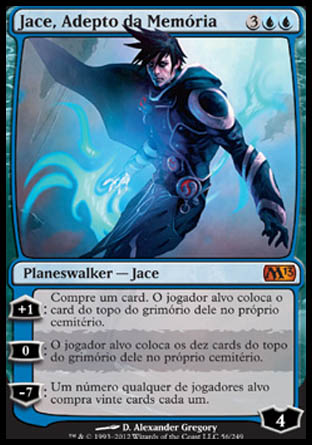 Jace, Adepto da Memória 3
Planeswalker — Jace M13
Compre um card. O jogador alvo coloca o
+1: card do topo do grimório dele no próprio
cemitério.
0: O jogador alvo coloca os dez cards do topo
do grimório dele no próprio cemitério.
-7: Um número qualquer de jogadores alvo
compra vinte cards cada um.
D. Alexander Gregory
™ & © 1993–2012 Wizards of the Coast LLC 56/249
4